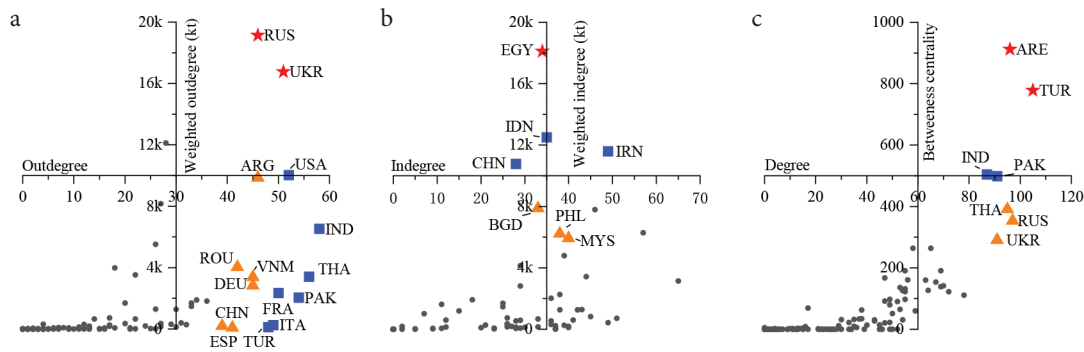 a
20k
16k
12k
8k
4k
0
0
10
20
30
40
50
60
Outdegree
Weighted outdegree (kt)
RUS
UKR
ARG
USA
IND
ROU
VNM
THA
DEU
FRA
PAK
CHN
ITA
ESP
TUR
b
20k
16k
12k
8k
4k
0
0
10
20
30
40
50
60
70
Indegree
Weighted indegree (kt)
EGY
IDN
CHN
IRN
BGD
PHL
MYS
c
1000
800
600
400
200
0
0
20
40
60
80
100
120
Degree
Betweeness centrality
ARE
TUR
IND
PAK
THA
RUS
UKR